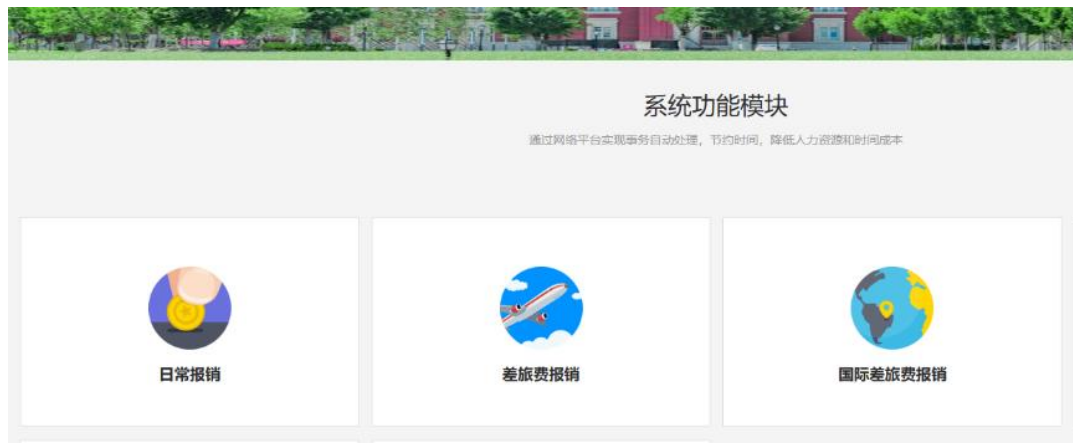 系统功能模块
通过网络平台实现事务自动处理，节约时间，降低人力资源和时间成本
日常报销
差旅费报销
国际差旅费报销